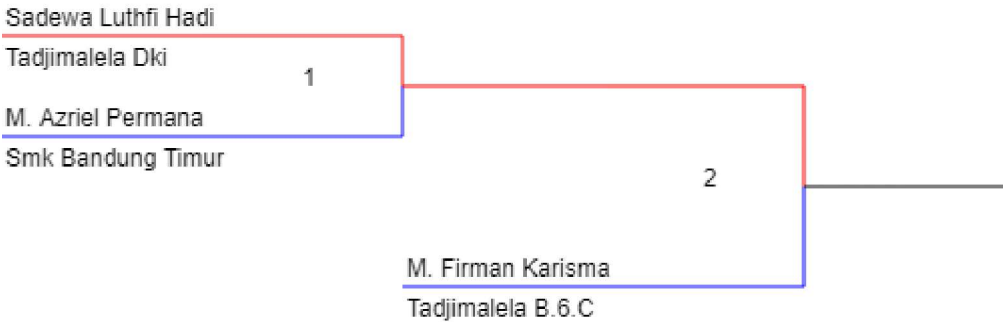 Sadewa Luthfi Hadi
Tadjimalela Dki
1
M. Azriel Permana
Smk Bandung Timur
2
M. Firman Karisma
Tadjimalela B.6.C